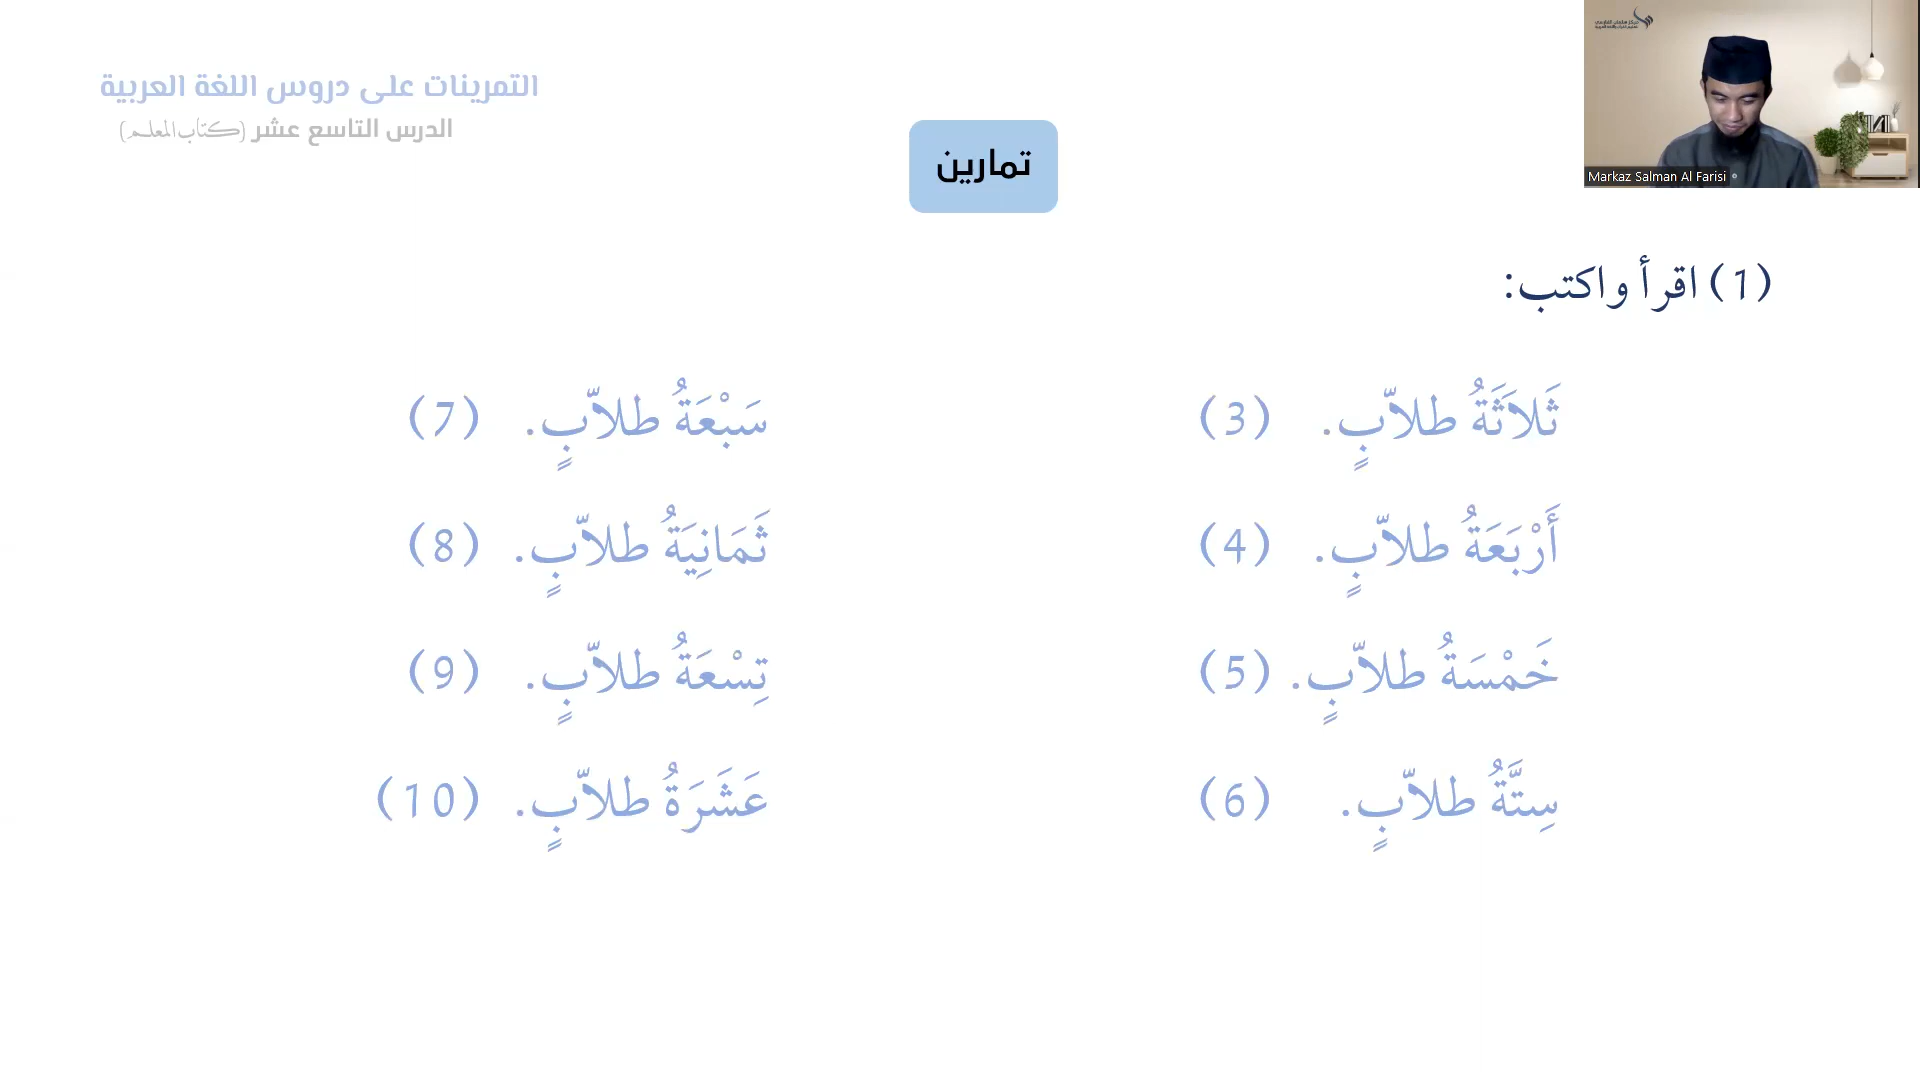 التمرينات على دروس اللغة العربية
الدرس التاسع عشر (كتاب المعلم)
تمارين
(1) اقرأ واكتب:
ثَلاَثَةُ طلاّبٍ. (3)
أَرْبَعَةُ طلاّبٍ. (4)
خَمْسَةُ طلاّبٍ. (5)
سِتَّةُ طلاّبٍ. (6)
سَبْعَةُ طلاّبٍ. (7)
ثَمَانِيَةُ طلاّبٍ. (8)
تِسْعَةُ طلاّبٍ. (9)
عَشَرَةُ طلاّبٍ. (10)
Markaz Salman Al Farisi